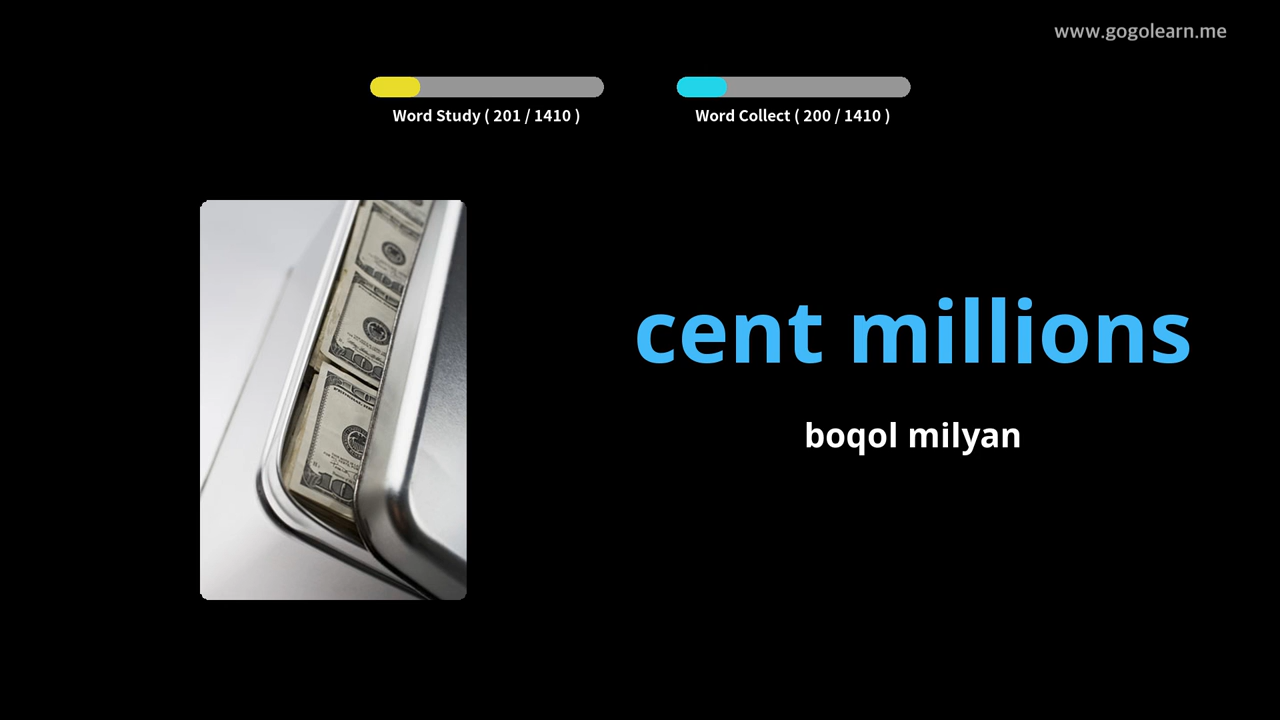 www.gogolearn.me
Word Study ( 201 / 1410 )
Word Collect ( 200 / 1410 )
cent millions
boqol milyan